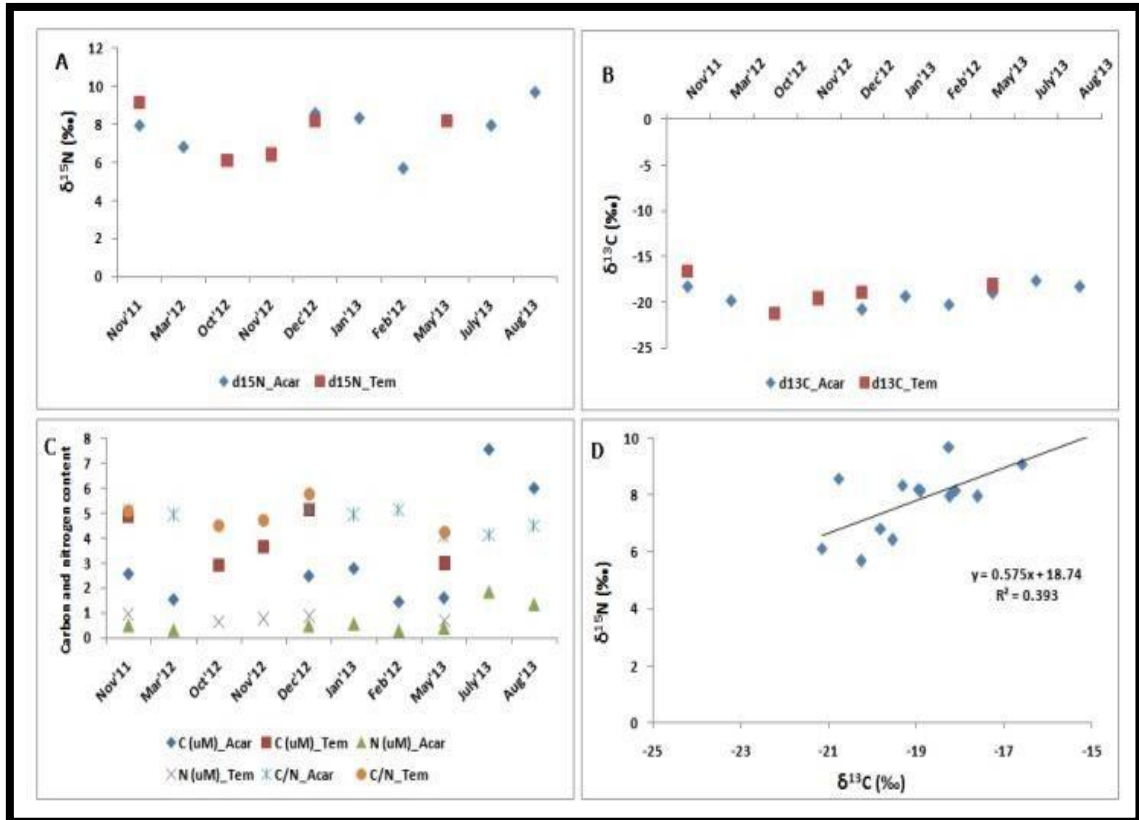 A
δ¹⁵N (‰)
12
10
8
6
4
2
0
Nov'11
Mar'12
Oct'12
Nov'12
Dec'12
Jan'13
Feb'12
May'13
July'13
Aug'13
d15N_Acar
d15N_Tem
B
Nov'11
Mar'12
Oct'12
Nov'12
Dec'12
Jan'13
Feb'12
May'13
July'13
Aug'13
δ¹³C (‰)
0
-5
-10
-15
-20
-25
d13C_Acar
d13C_Tem
C
Carbon and nitrogen content
8
7
6
5
4
3
2
1
0
Nov'11
Mar'12
Oct'12
Nov'12
Dec'12
Jan'13
Feb'12
May'13
July'13
Aug'13
C (uM)_Acar
C (uM)_Tem
N (uM)_Acar
N (uM)_Tem
C/N_Acar
C/N_Tem
D
δ¹⁵N (‰)
10
8
6
4
2
0
y = 0.575x + 18.74
R² = 0.393
-25
-23
-21
-19
-17
-15
δ¹³C (‰)